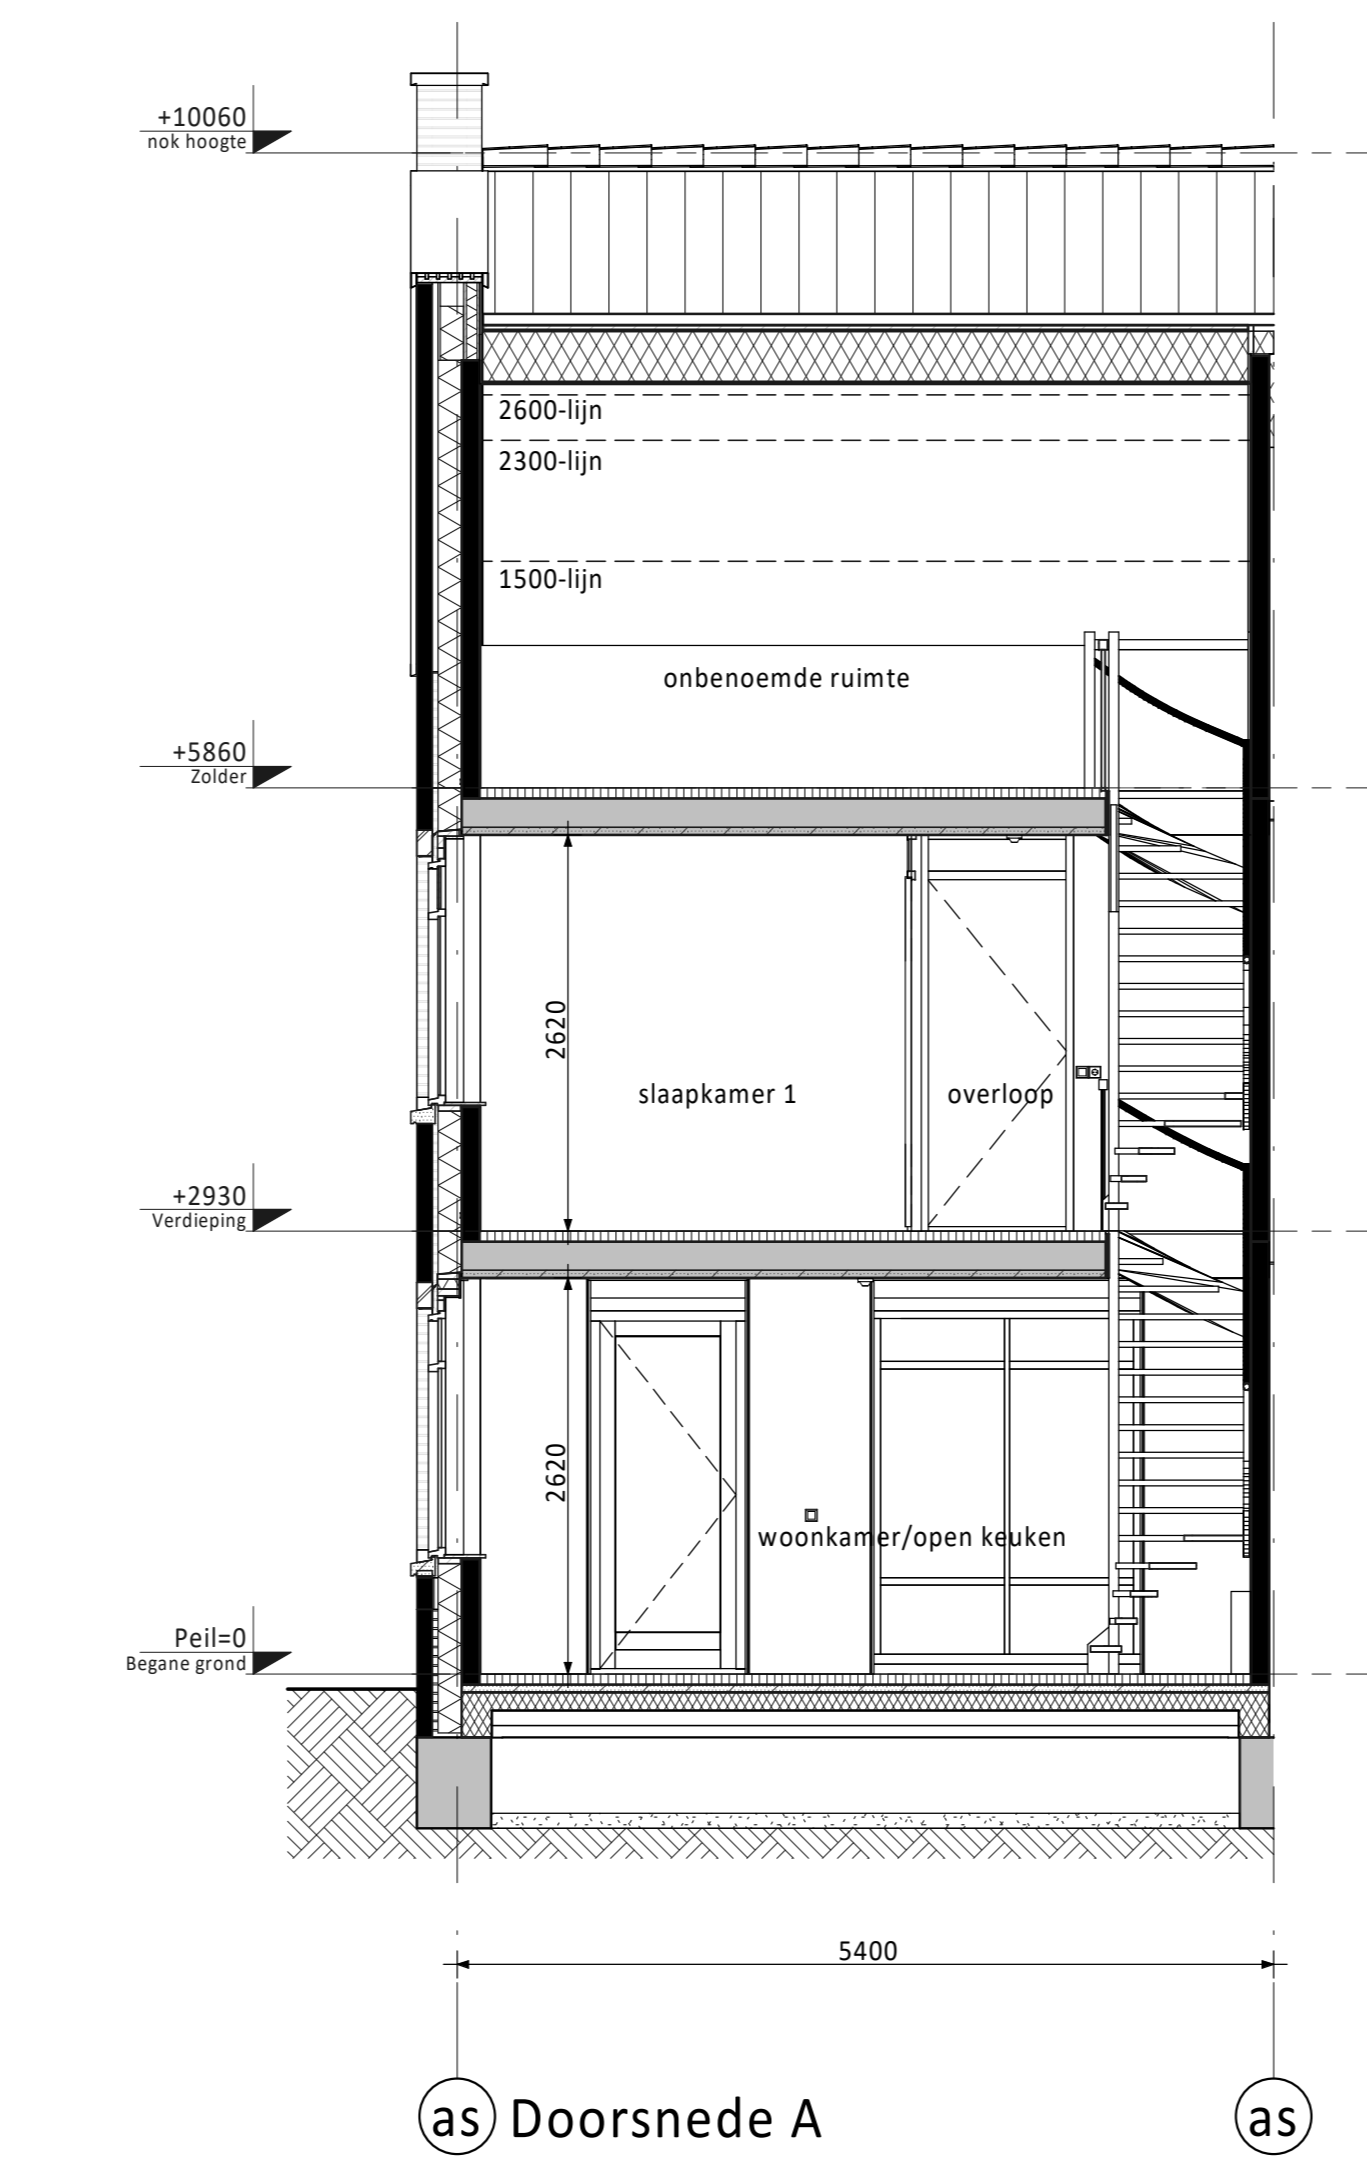 +10060
nok hoogte
2600-lijn
2300-lijn
1500-lijn
onbenoemde ruimte
+5860
Zolder
2620
slaapkamer 1
overloop
+2930
Verdieping
2620
woonkamer/open keuken
Peil=0
Begane grond
5400
as
Doorsnede A
as